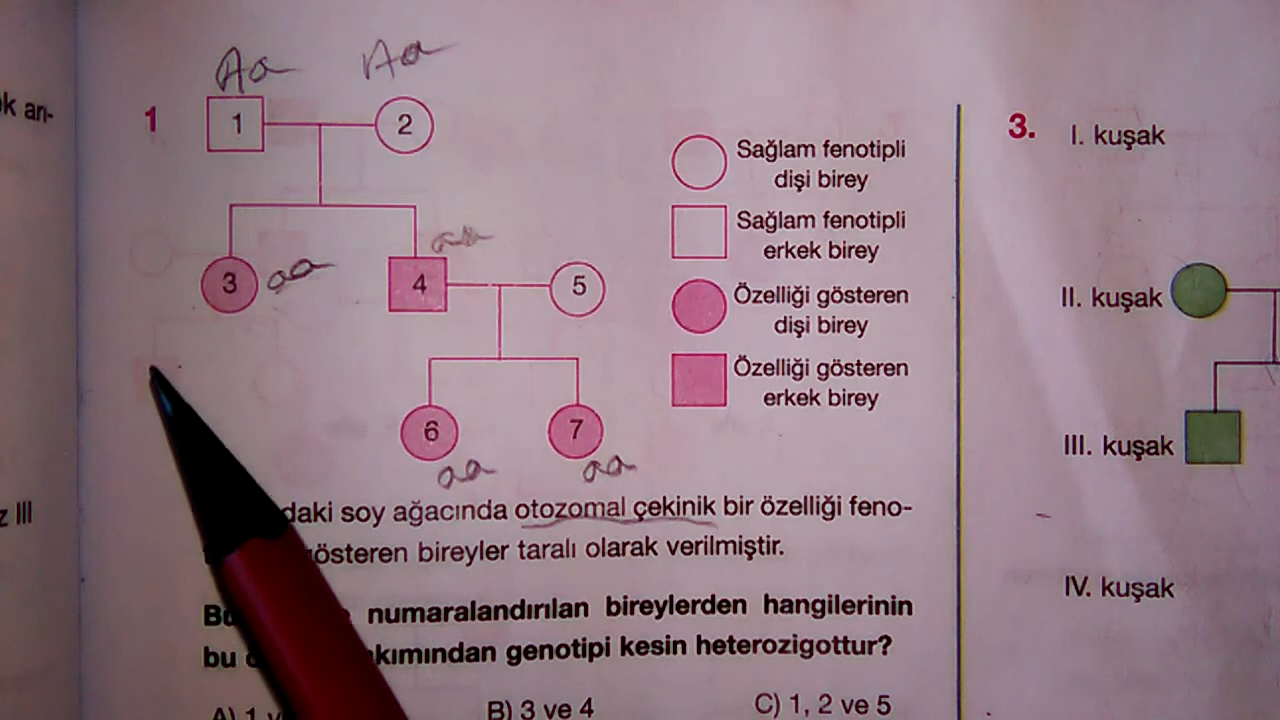 k arı-
z III
Aa Aa
1 1 2
3 aa 4 aa 5
6 7
aa aa
Sağlam fenotipli
dişi birey
Sağlam fenotipli
erkek birey
Özelliği gösteren
dişi birey
Özelliği gösteren
erkek birey
daki soy ağacında otozomal çekinik bir özelliği feno-
gösteren bireyler taralı olarak verilmiştir.
numaralandırılan bireylerden hangilerinin
bu kımından genotipi kesin heterozigottur?
A) 1 B) 3 ve 4 C) 1, 2 ve 5
3. I. kuşak
II. kuşak
III. kuşak
IV. kuşak